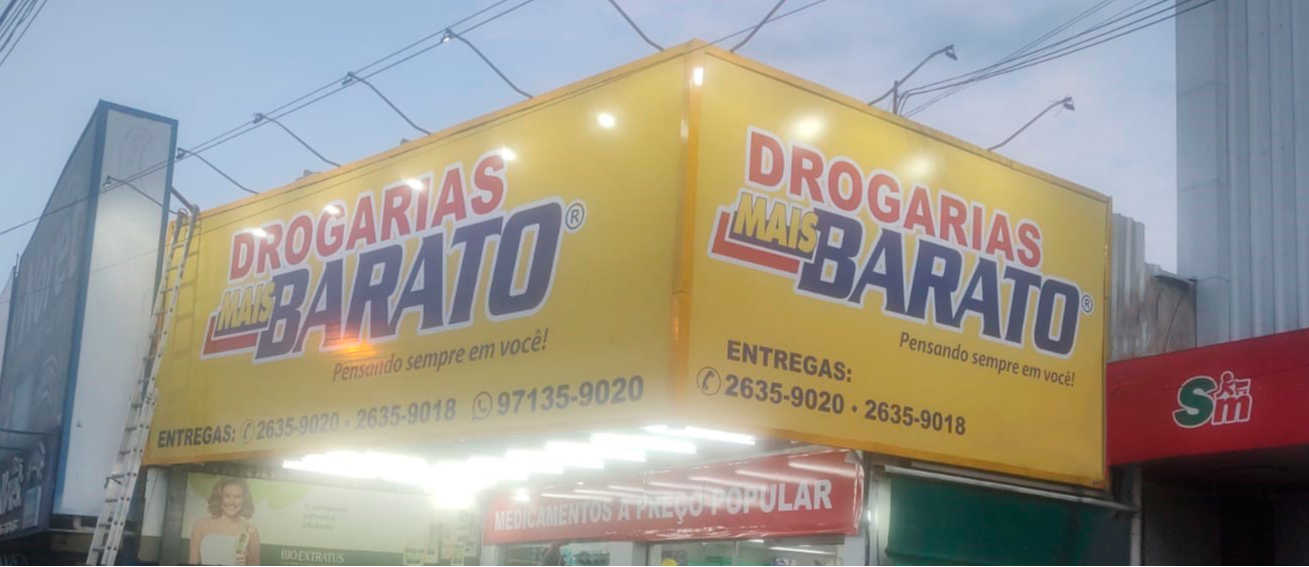 DROGARIAS
MAIS BARATO®
Pensando sempre em você!
ENTREGAS: 2635-9020 • 2635-9018 97135-9020
DROGARIAS
MAIS BARATO®
Pensando sempre em você!
ENTREGAS:
2635-9020 • 2635-9018
MEDICAMENTOS A PREÇO POPULAR
BIO EXTRATUS
Sm